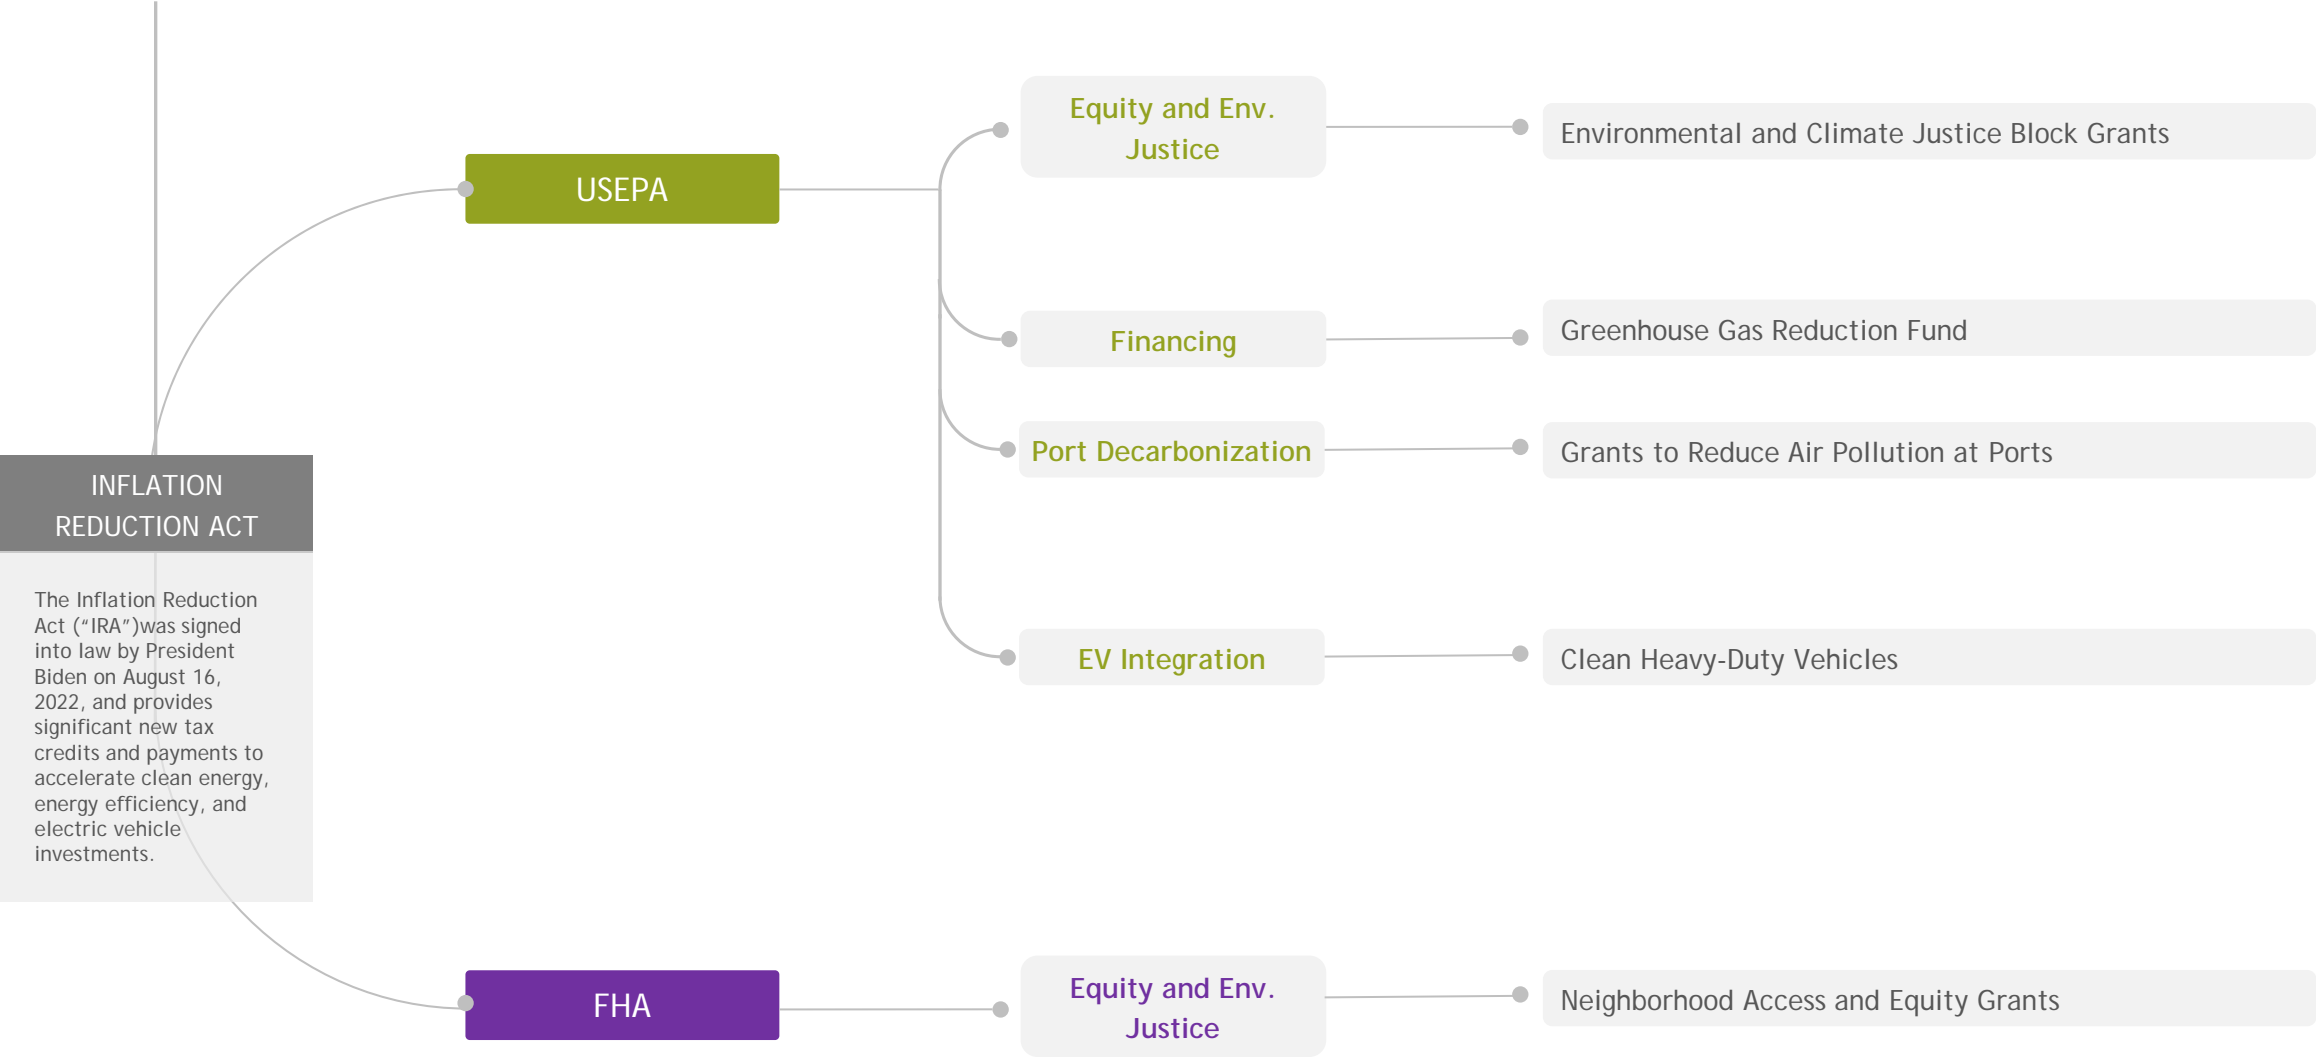 INFLATION
REDUCTION ACT
The Inflation Reduction
Act (“IRA”)was signed
into law by President
Biden on August 16,
2022, and provides
significant new tax
credits and payments to
accelerate clean energy,
energy efficiency, and
electric vehicle
investments.
USEPA
Equity and Env.
Justice
Environmental and Climate Justice Block Grants
Financing
Greenhouse Gas Reduction Fund
Port Decarbonization
Grants to Reduce Air Pollution at Ports
EV Integration
Clean Heavy-Duty Vehicles
FHA
Equity and Env.
Justice
Neighborhood Access and Equity Grants